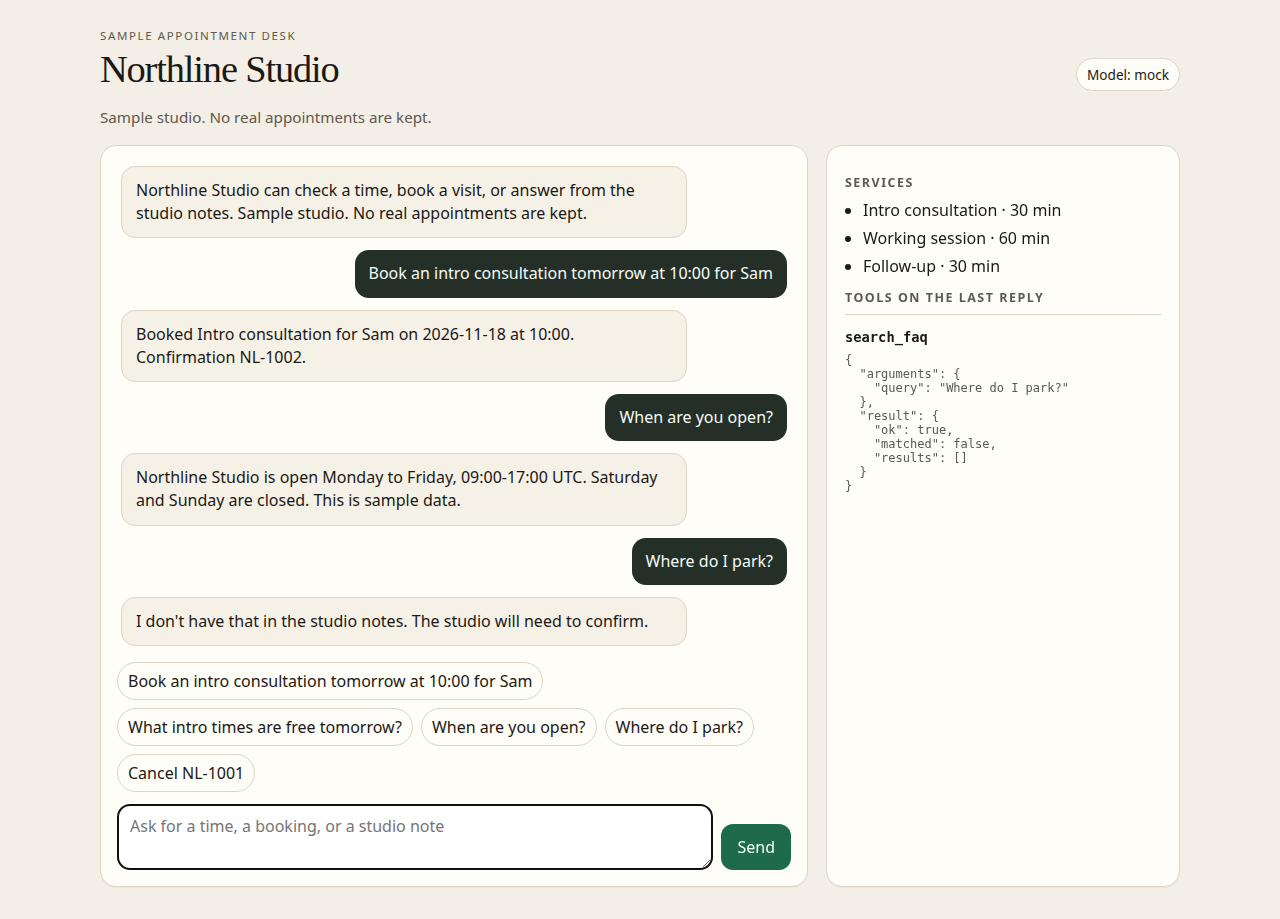 SAMPLE APPOINTMENT DESK
Northline Studio
Model: mock
Sample studio. No real appointments are kept.
Northline Studio can check a time, book a visit, or answer from the
studio notes. Sample studio. No real appointments are kept.
Book an intro consultation tomorrow at 10:00 for Sam
Booked Intro consultation for Sam on 2026-11-18 at 10:00.
Confirmation NL-1002.
When are you open?
Northline Studio is open Monday to Friday, 09:00-17:00 UTC. Saturday
and Sunday are closed. This is sample data.
Where do I park?
I don't have that in the studio notes. The studio will need to confirm.
Book an intro consultation tomorrow at 10:00 for Sam
What intro times are free tomorrow?
When are you open?
Where do I park?
Cancel NL-1001
Ask for a time, a booking, or a studio note
Send
SERVICES
Intro consultation · 30 min
Working session · 60 min
Follow-up · 30 min
TOOLS ON THE LAST REPLY
search_faq
{
  "arguments": {
    "query": "Where do I park?"
  },
  "result": {
    "ok": true,
    "matched": false,
    "results": []
  }
}